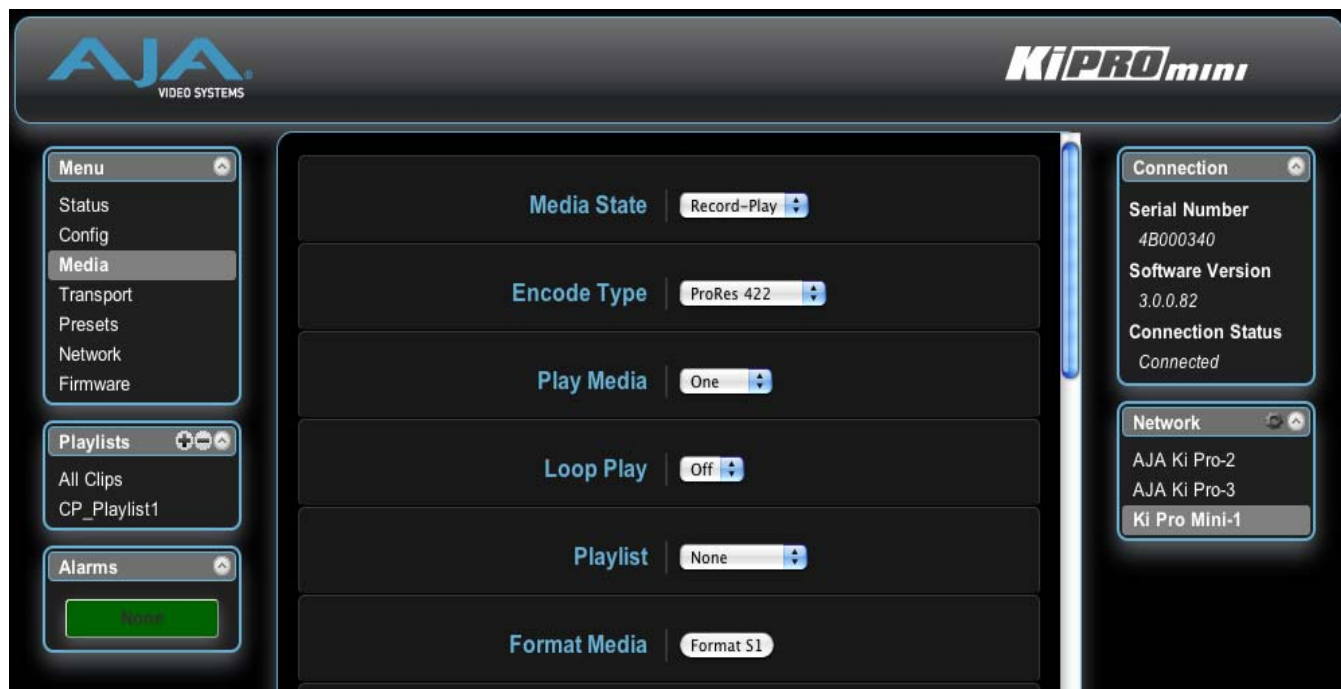 AJA
VIDEO SYSTEMS
KiPRO mini
Menu
Status
Config
Media
Transport
Presets
Network
Firmware
Playlists
All Clips
CP_Playlist1
Alarms
None
Media State
Record-Play
Encode Type
ProRes 422
Play Media
One
Loop Play
Off
Playlist
None
Format Media
Format S1
Connection
Serial Number
4B000340
Software Version
3.0.0.82
Connection Status
Connected
Network
AJA Ki Pro-2
AJA Ki Pro-3
Ki Pro Mini-1